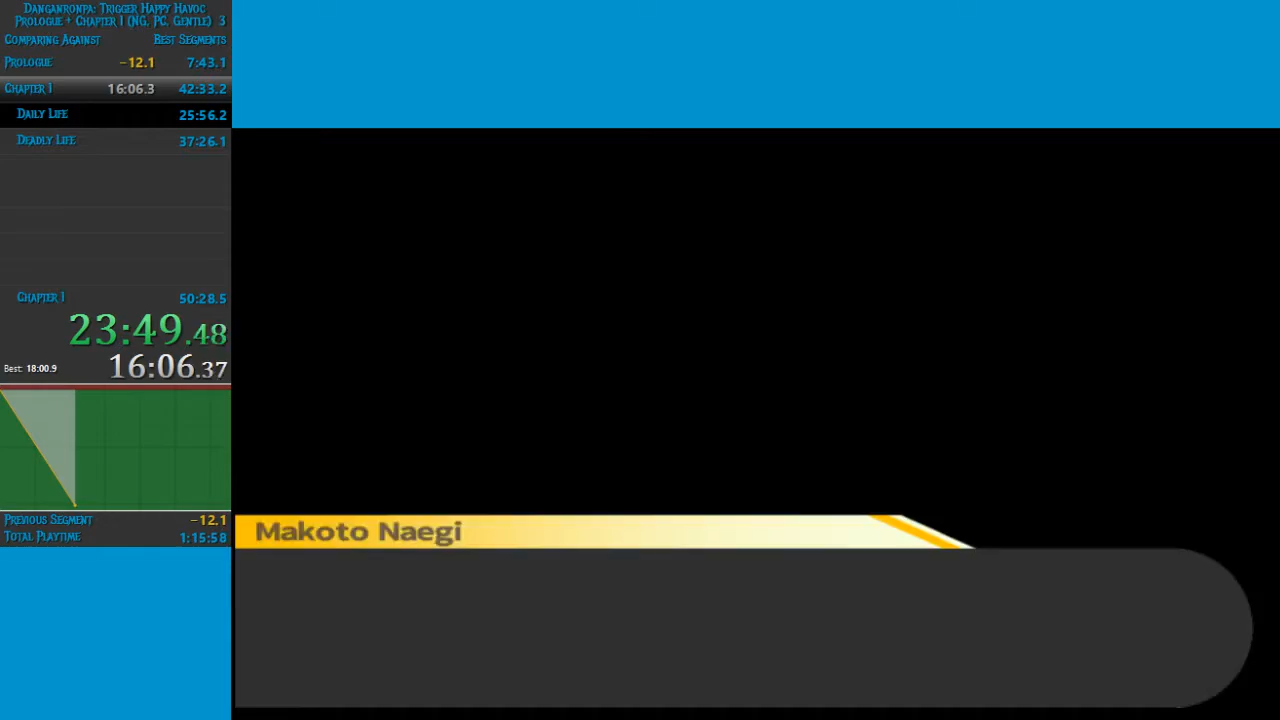 Danganronpa: Trigger Happy Havoc
Prologue + Chapter 1 (NG, PC, Gentle) 3
Comparing Against Best Segments
Prologue -12.1 7:43.1
Chapter 1 16:06.3 42:33.2
Daily Life 25:56.2
Deadly Life 37:26.1
Chapter 1 50:28.5
23:49.48
Best: 18:00.9 16:06.37
Previous Segment -12.1
Total Playtime 1:15:58
Makoto Naegi